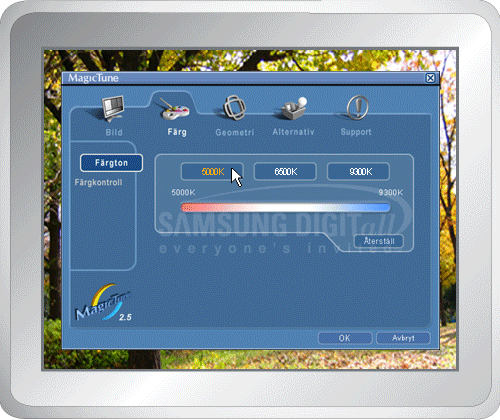 MagicTune
Bild
Färg
Geometri
Alternativ
Support
Färgton
Färgkontroll
5000K
6500K
9300K
5000K
9300K
SAMSUNG DIGITall
everyone's invited
Återställ
MagicTune
2.5
OK
Avbryt